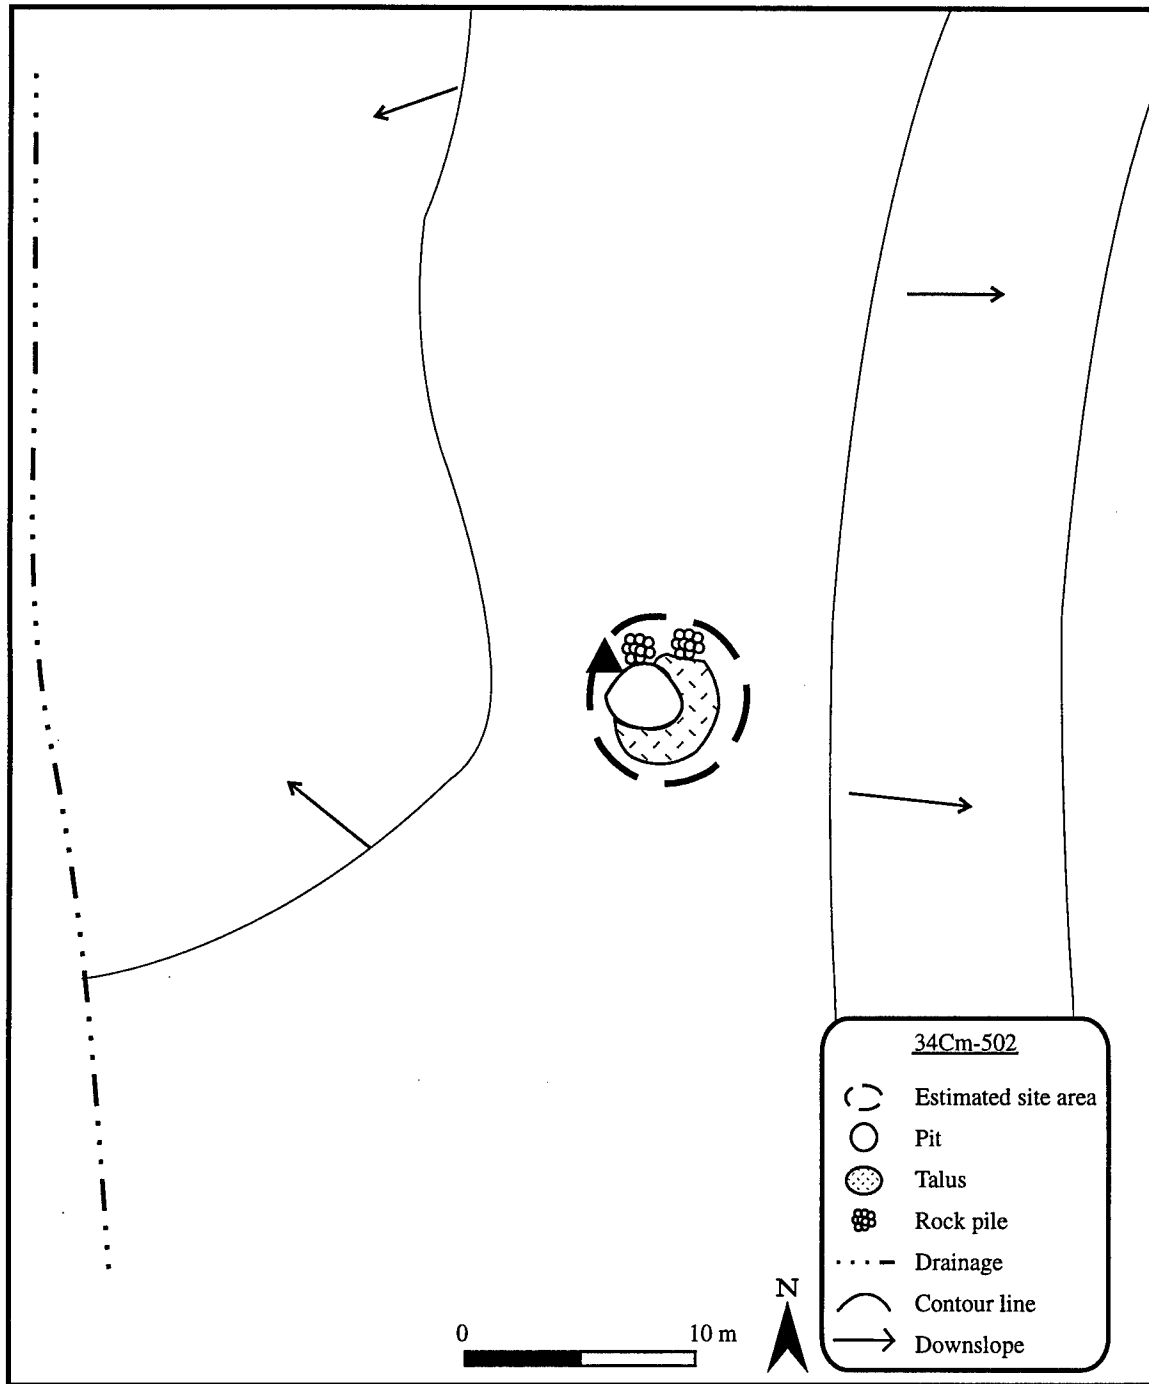 34Cm-502
Estimated site area
Pit
Talus
Rock pile
Drainage
Contour line
Downslope
N
0 10 m